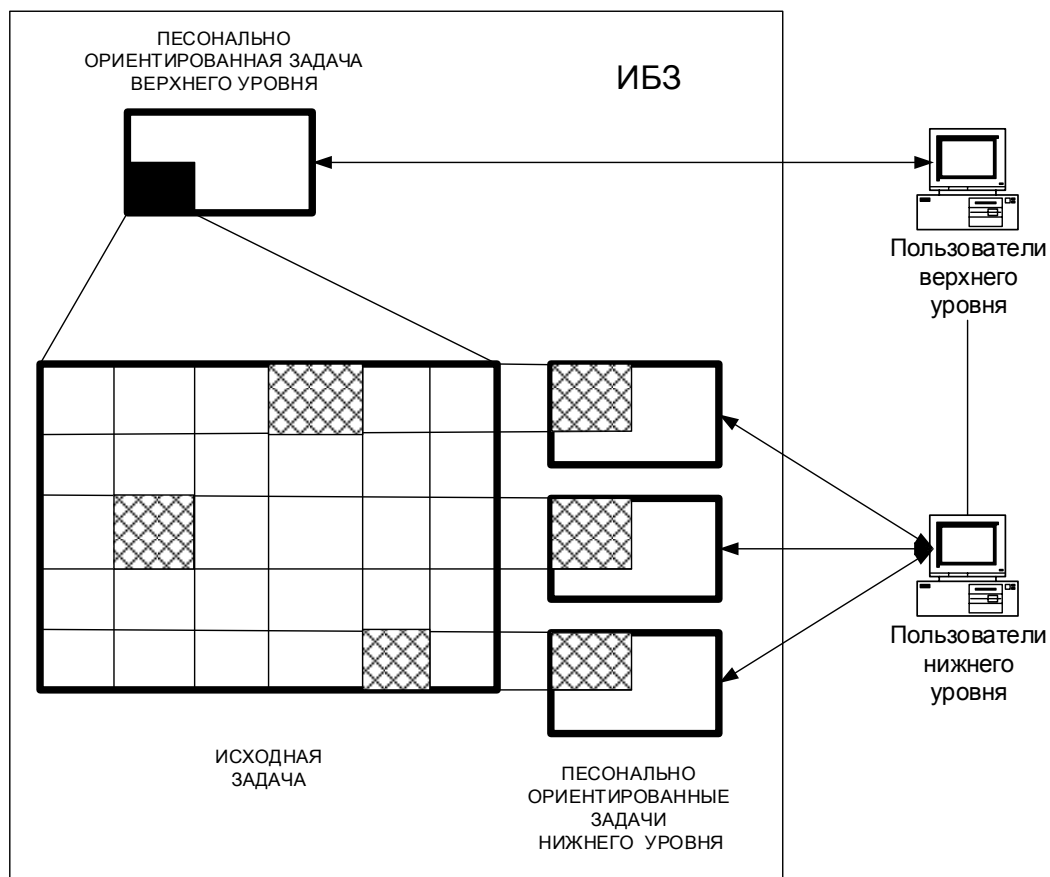 ПЕСОНАЛЬНО
ОРИЕНТИРОВАННАЯ ЗАДАЧА
ВЕРХНЕГО УРОВНЯ
ИБЗ
Пользователи
верхнего
уровня
Пользователи
нижнего
уровня
ИСХОДНАЯ
ЗАДАЧА
ПЕСОНАЛЬНО
ОРИЕНТИРОВАННЫЕ
ЗАДАЧИ
НИЖНЕГО УРОВНЯ